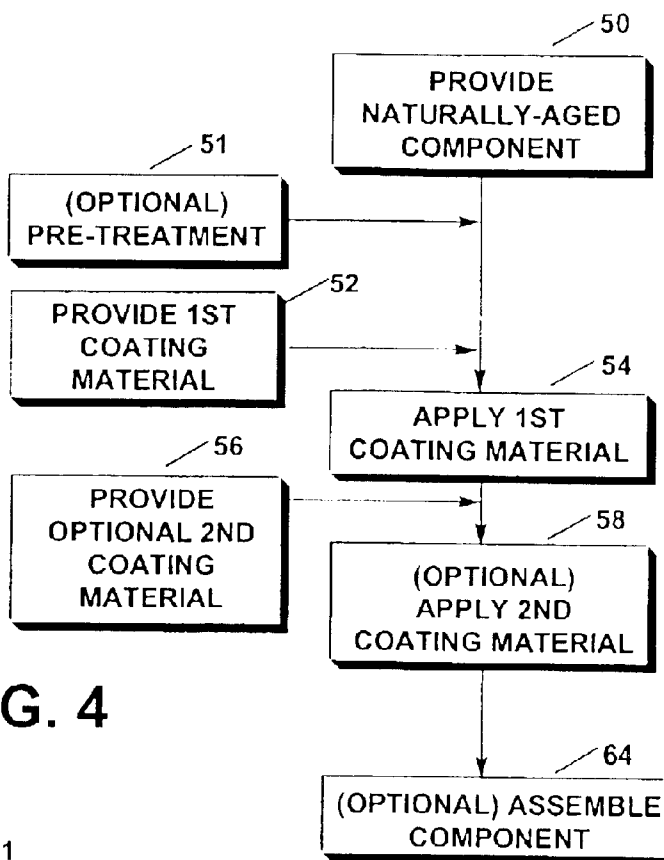 50
PROVIDE
NATURALLY-AGED
COMPONENT
51
(OPTIONAL)
PRE-TREATMENT
52
PROVIDE 1ST
COATING
MATERIAL
54
APPLY 1ST
COATING MATERIAL
56
PROVIDE
OPTIONAL 2ND
COATING
MATERIAL
58
(OPTIONAL)
APPLY 2ND
COATING MATERIAL
G. 4
64
(OPTIONAL) ASSEMBLE
COMPONENT
1